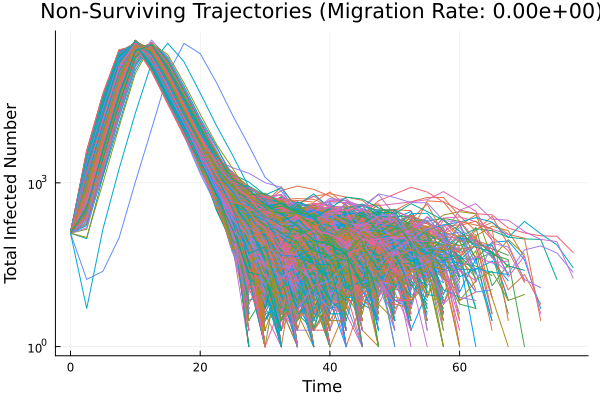 Non-Surviving Trajectories (Migration Rate: 0.00e+00)
Total Infected Number
10³
10⁰
0 20 40 60
Time